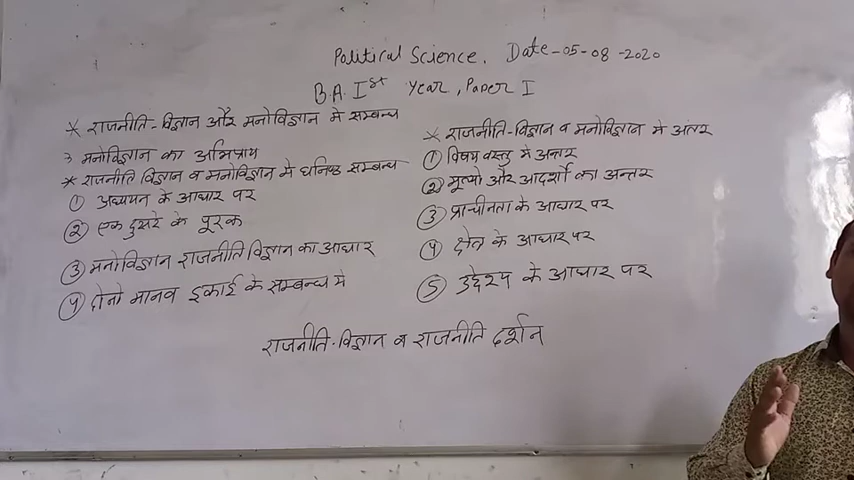 Political Science. Date-05-08-2020
B.A. Ist Year, Paper I
* राजनीति-विज्ञान और मनोविज्ञान मे सम्बन्ध
→ मनोविज्ञान का अभिप्राय
* राजनीति विज्ञान व मनोविज्ञान मे घनिष्ठ सम्बन्ध
① अध्ययन के आधार पर
② एक दुसरे के पूरक
③ मनोविज्ञान राजनीति विज्ञान का आधार
④ दोनो मानव इकाई के सम्बन्ध मे
* राजनीति-विज्ञान व मनोविज्ञान मे अंतर
① विषय वस्तु मे अन्तर
② मूल्यो और आदर्शो का अन्तर
③ प्राचीनता के आधार पर
④ क्षेत्र के आधार पर
⑤ उद्देश्य के आधार पर
राजनीति-विज्ञान व राजनीति दर्शन